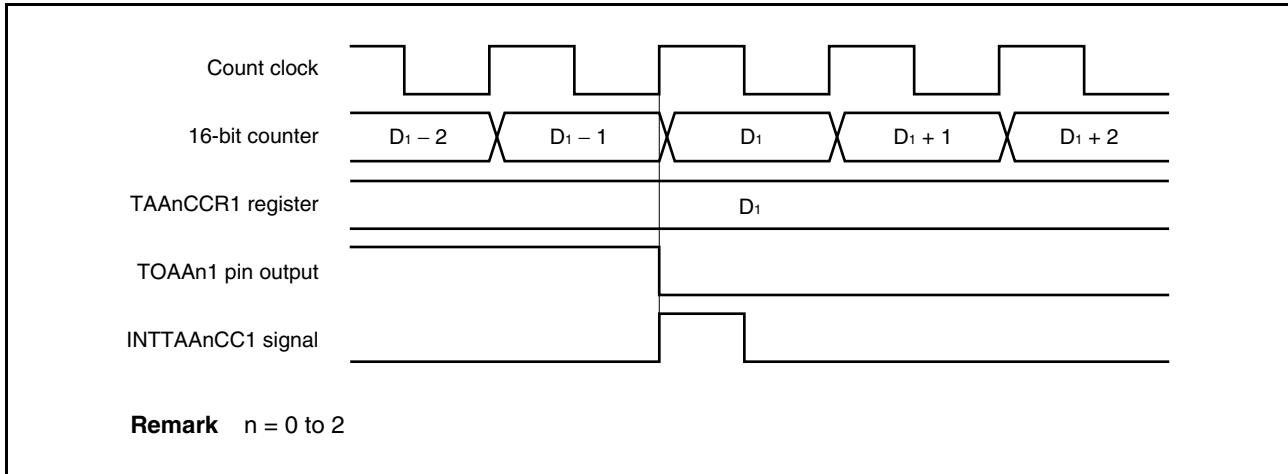 Count clock
16-bit counter D₁ – 2 D₁ – 1 D₁ D₁ + 1 D₁ + 2
TAAnCCR1 register D₁
TOAAn1 pin output
INTTAAnCC1 signal
Remark n = 0 to 2